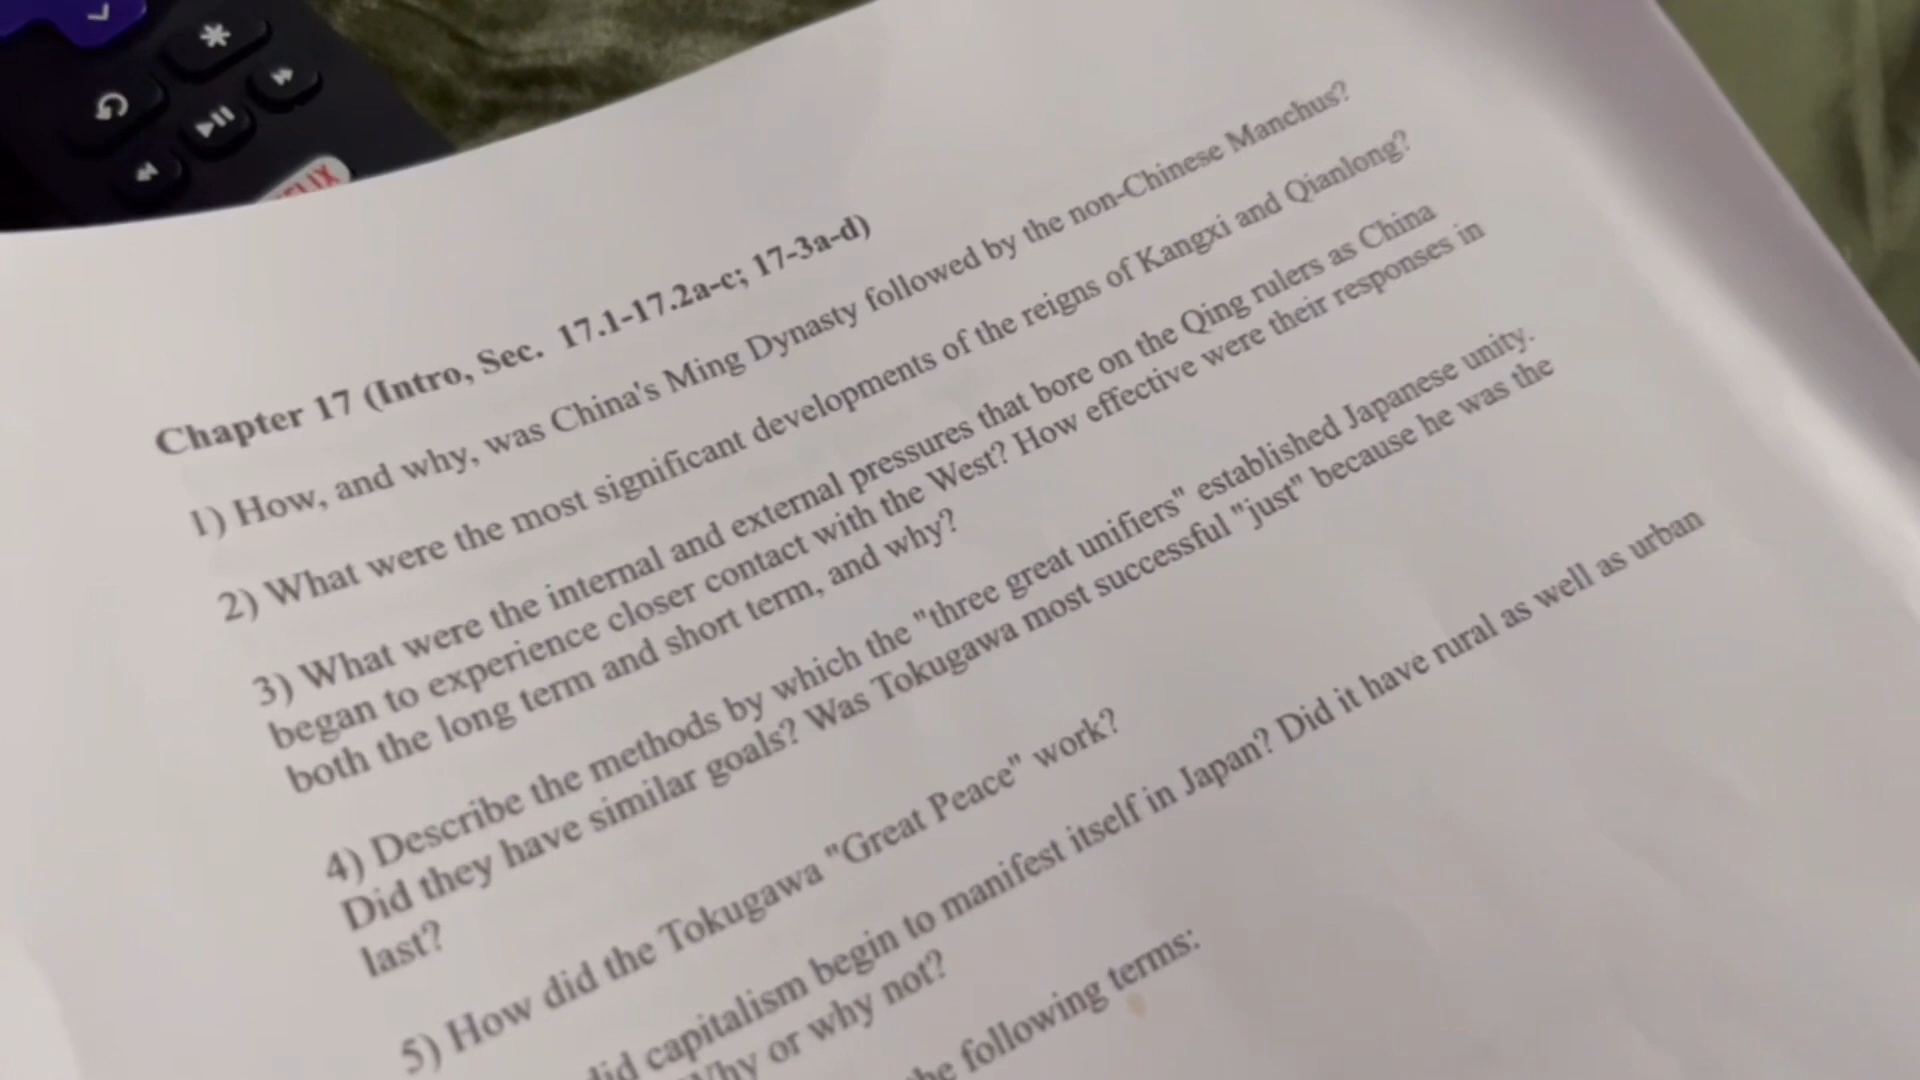 Chapter 17 (Intro, Sec. 17.1-17.2a-c; 17-3a-d)
1) How, and why, was China's Ming Dynasty followed by the non-Chinese Manchus?
2) What were the most significant developments of the reigns of Kangxi and Qianlong?
3) What were the internal and external pressures that bore on the Qing rulers as China
began to experience closer contact with the West? How effective were their responses in
both the long term and short term, and why?
4) Describe the methods by which the "three great unifiers" established Japanese unity.
Did they have similar goals? Was Tokugawa most successful "just" because he was the
last?
5) How did the Tokugawa "Great Peace" work?
did capitalism begin to manifest itself in Japan? Did it have rural as well as urban
Why or why not?
the following terms: